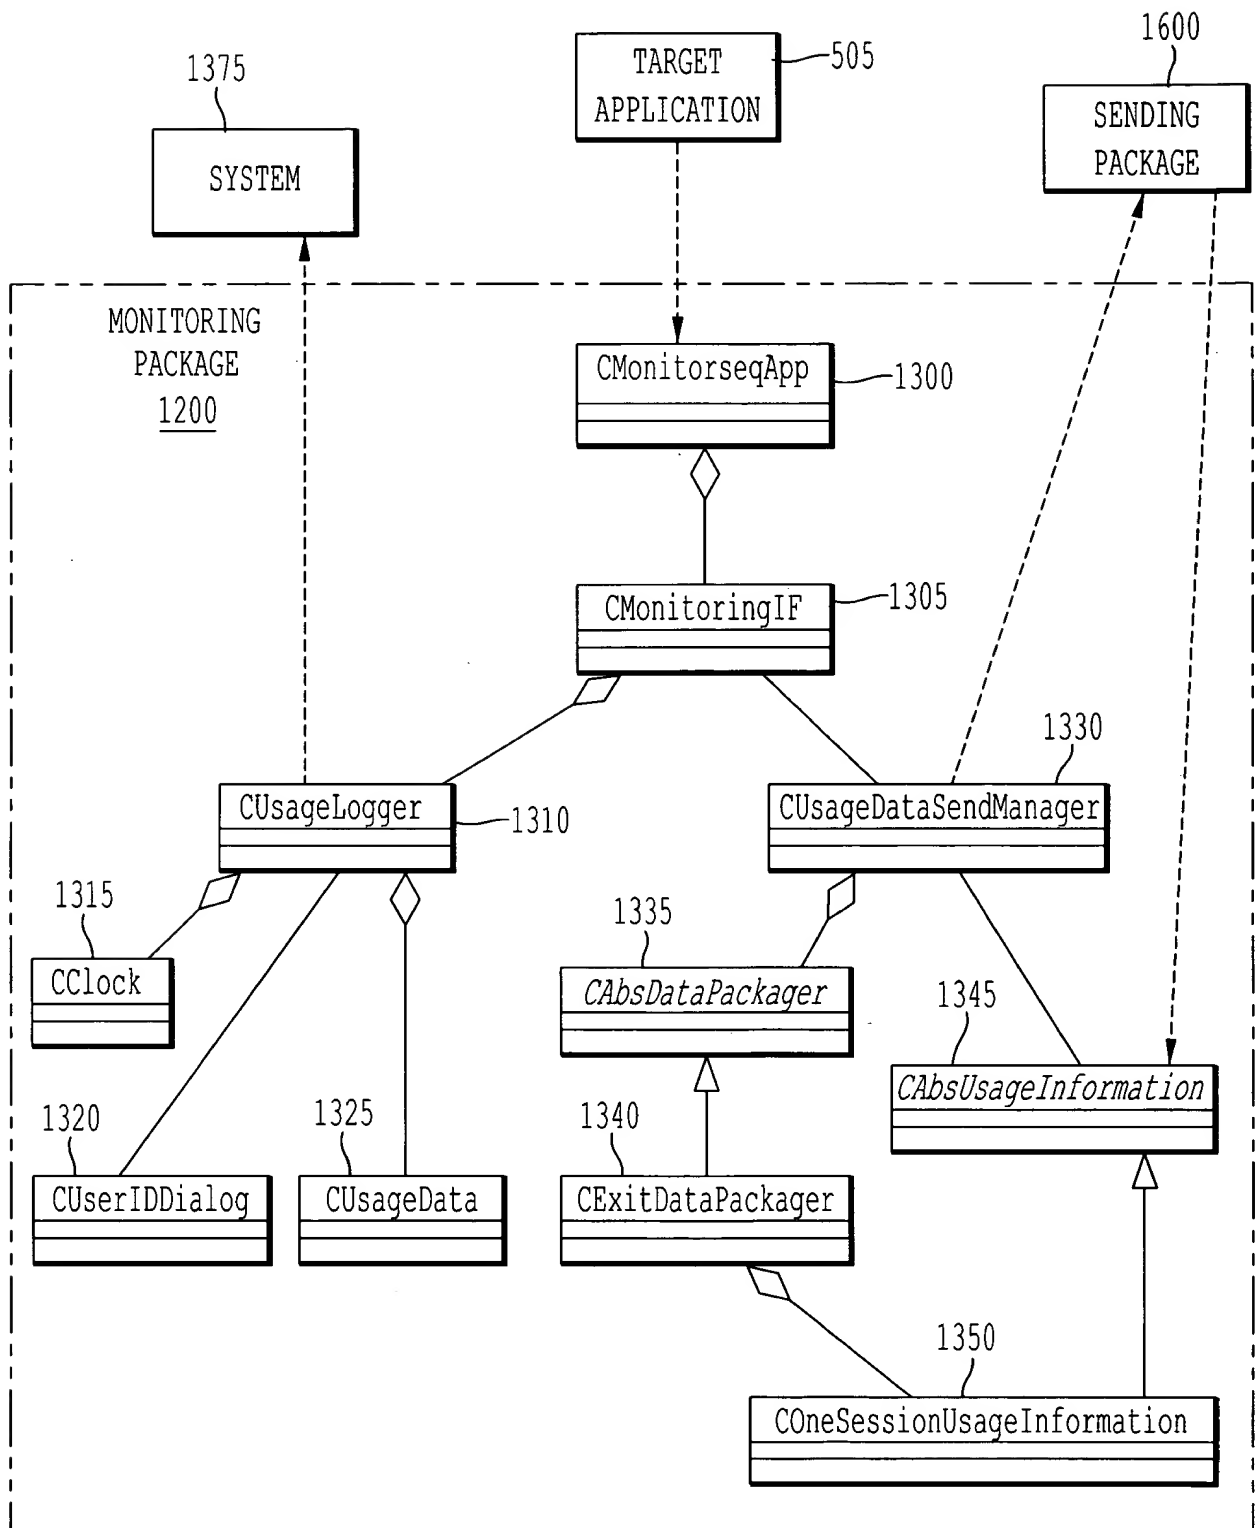 1375
SYSTEM
TARGET
APPLICATION
505
1600
SENDING
PACKAGE
MONITORING
PACKAGE
1200
CMonitorseqApp
1300
CMonitoringIF
1305
CUsageLogger
1310
1330
CUsageDataSendManager
1315
CClock
1335
CAbsDataPackager
1345
CAbsUsageInformation
1320
CUserIDDialog
1325
CUsageData
1340
CExitDataPackager
1350
COneSessionUsageInformation